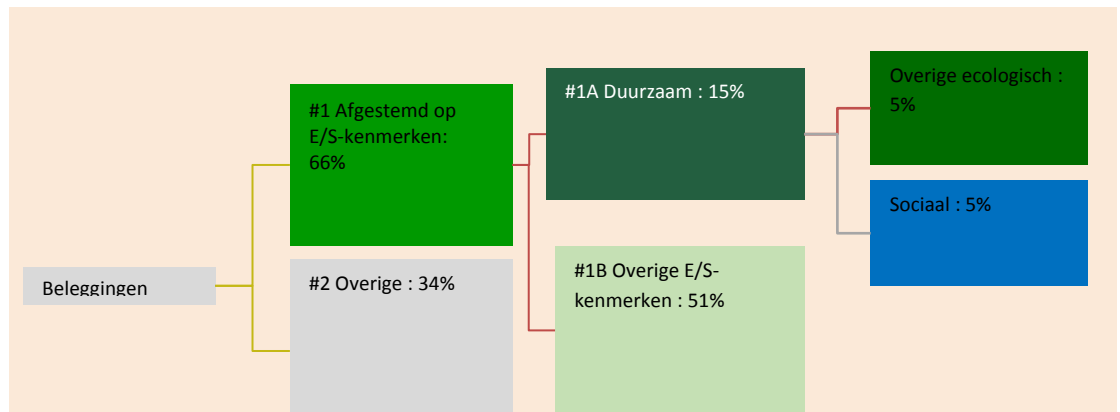 Beleggingen
#1 Afgestemd op
E/S-kenmerken:
66%
#2 Overige : 34%
#1A Duurzaam : 15%
#1B Overige E/S-
kenmerken : 51%
Overige ecologisch :
5%
Sociaal : 5%